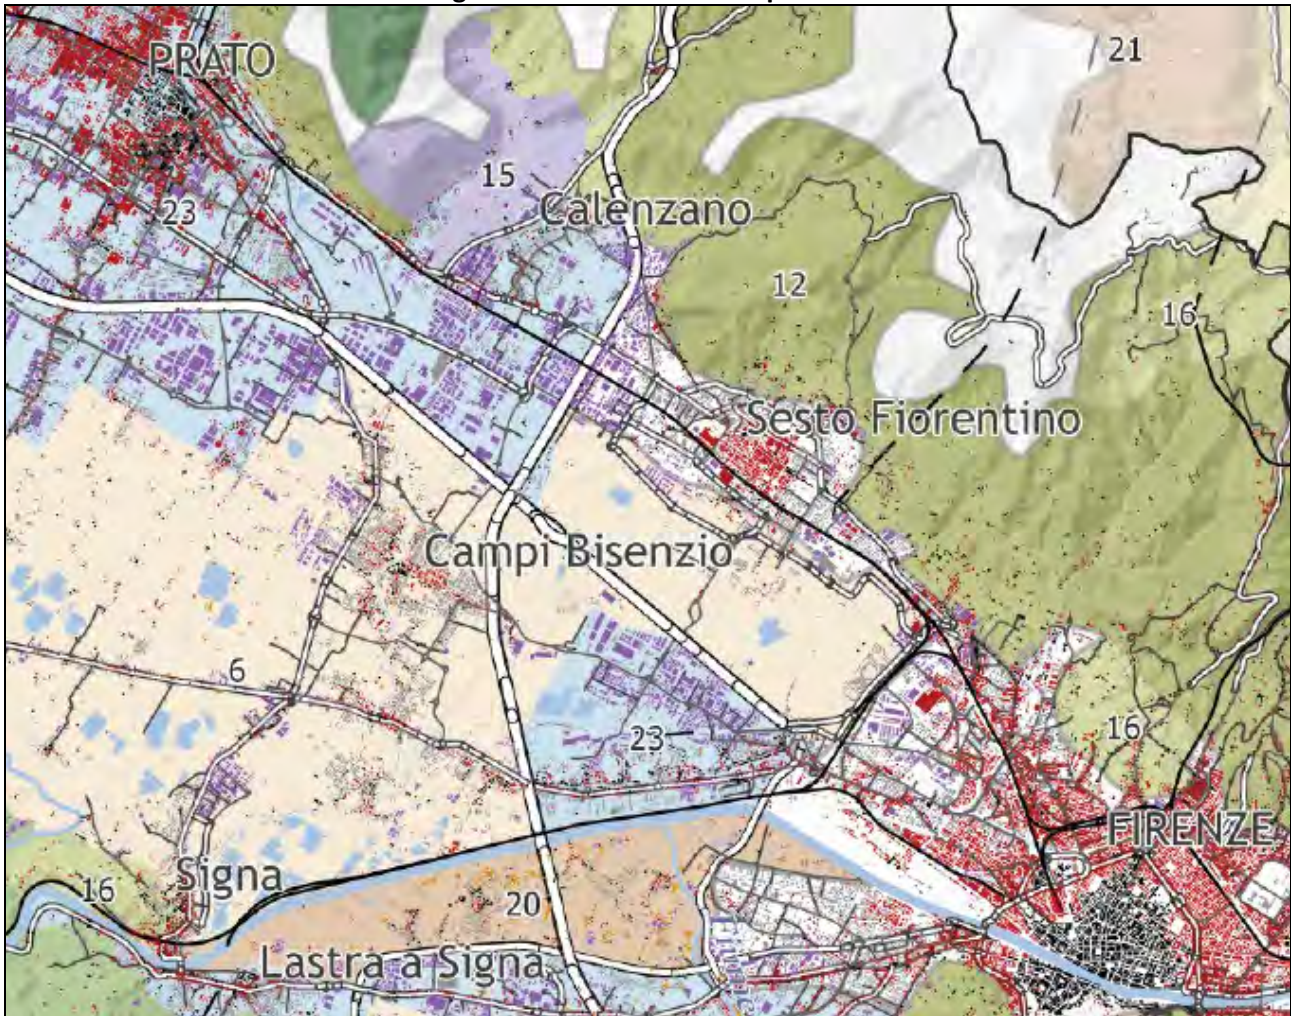 PRATO
21
15
Calenzano
23
12
16
Sesto Fiorentino
Campi Bisenzio
6
23
16
FIRENZE
Signa
16
20
Lastra a Signa